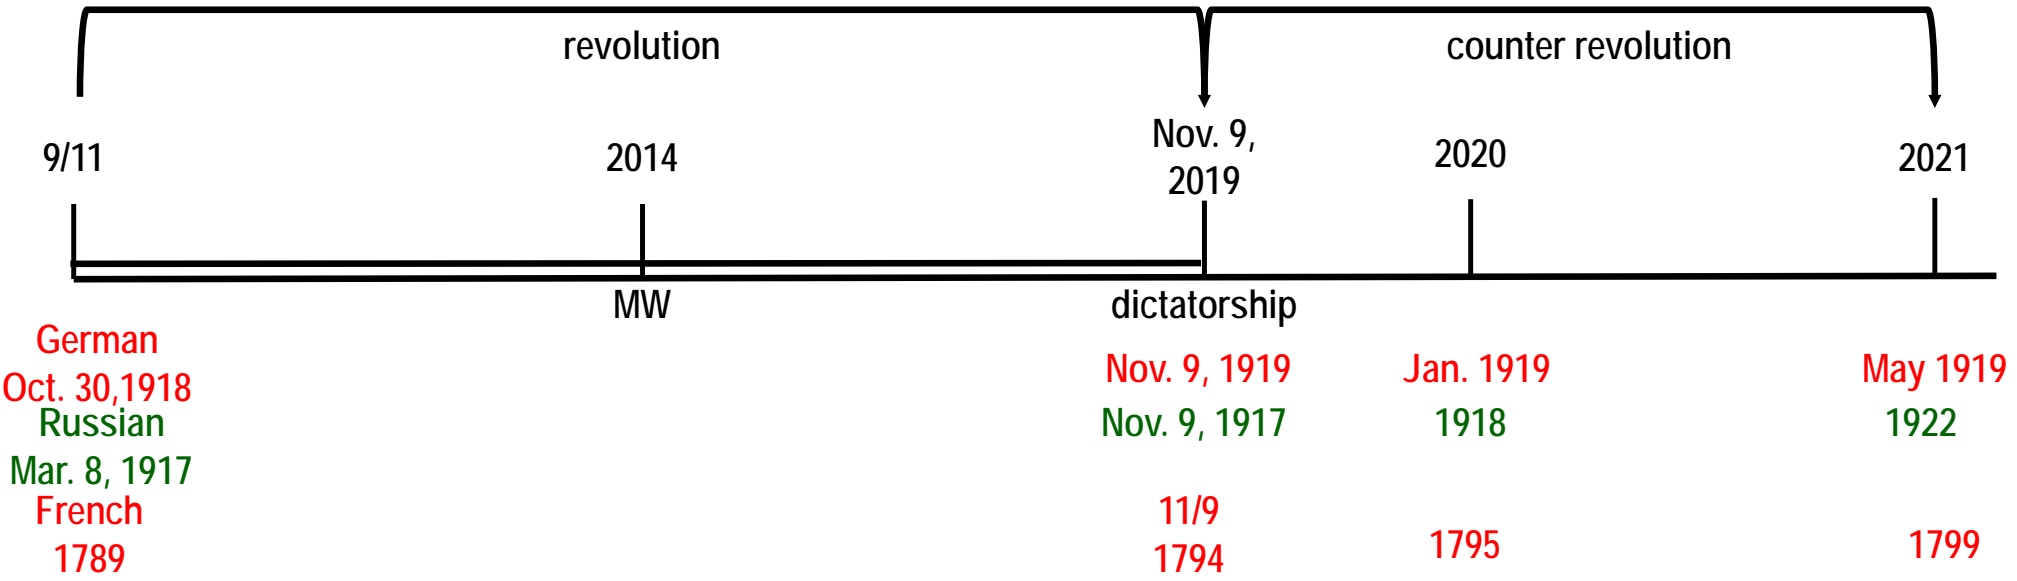 revolution
counter revolution
9/11
2014
Nov. 9,
2019
2020
2021
MW
dictatorship
German
Oct. 30,1918
Nov. 9, 1919
Jan. 1919
May 1919
Russian
Mar. 8, 1917
Nov. 9, 1917
1918
1922
French
1789
11/9
1794
1795
1799